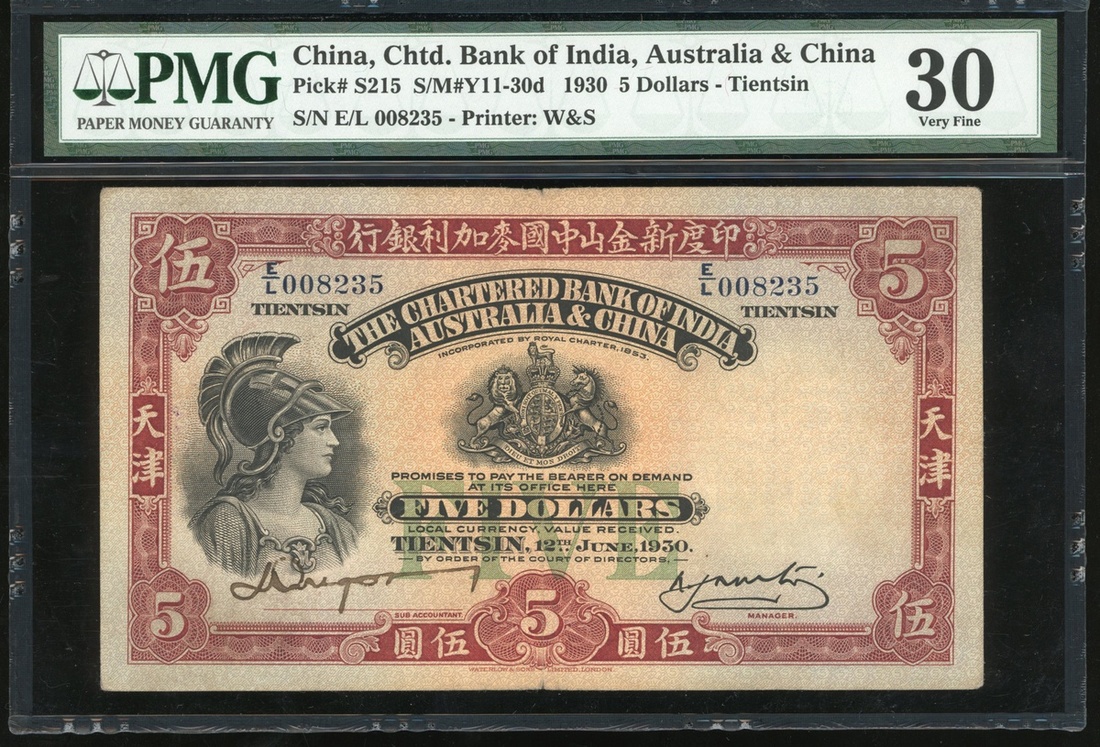 PMG
PAPER MONEY GUARANTY
China, Chtd. Bank of India, Australia & China
Pick# S215 S/M#Y11-30d 1930 5 Dollars - Tientsin
S/N E/L 008235 - Printer: W&S
30
Very Fine
行銀利加麥國中山金新度印
伍
5
E/L 008235
E/L 008235
TIENTSIN
TIENTSIN
THE CHARTERED BANK OF INDIA
AUSTRALIA & CHINA
INCORPORATED BY ROYAL CHARTER, 1853.
DIEU ET MON DROIT
天津
天津
PROMISES TO PAY THE BEARER ON DEMAND
AT ITS OFFICE HERE
FIVE
FIVE DOLLARS
LOCAL CURRENCY, VALUE RECEIVED
TIENTSIN, 12TH JUNE, 1930.
BY ORDER OF THE COURT OF DIRECTORS,
SUB ACCOUNTANT.
MANAGER.
5
圓伍
5
圓伍
伍
WATERLOW & SONS LIMITED, LONDON.